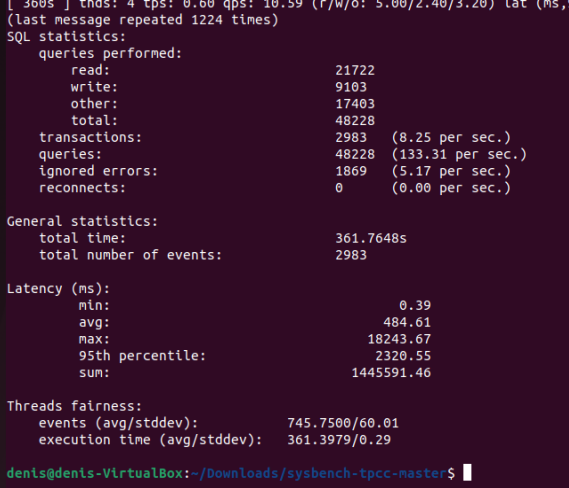 [ 360s ] thds: 4 tps: 0.60 qps: 10.59 (r/w/o: 5.00/2.40/3.20) lat (ms,
(last message repeated 1224 times)
SQL statistics:
queries performed:
read: 21722
write: 9103
other: 17403
total: 48228
transactions: 2983 (8.25 per sec.)
queries: 48228 (133.31 per sec.)
ignored errors: 1869 (5.17 per sec.)
reconnects: 0 (0.00 per sec.)
General statistics:
total time: 361.7648s
total number of events: 2983
Latency (ms):
min: 0.39
avg: 484.61
max: 18243.67
95th percentile: 2320.55
sum: 1445591.46
Threads fairness:
events (avg/stddev): 745.7500/60.01
execution time (avg/stddev): 361.3979/0.29
denis@denis-VirtualBox:~/Downloads/sysbench-tpcc-master$